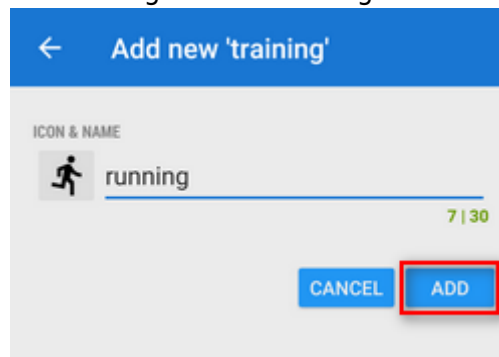 Add new 'training'
ICON & NAME
running
7 | 30
CANCEL ADD